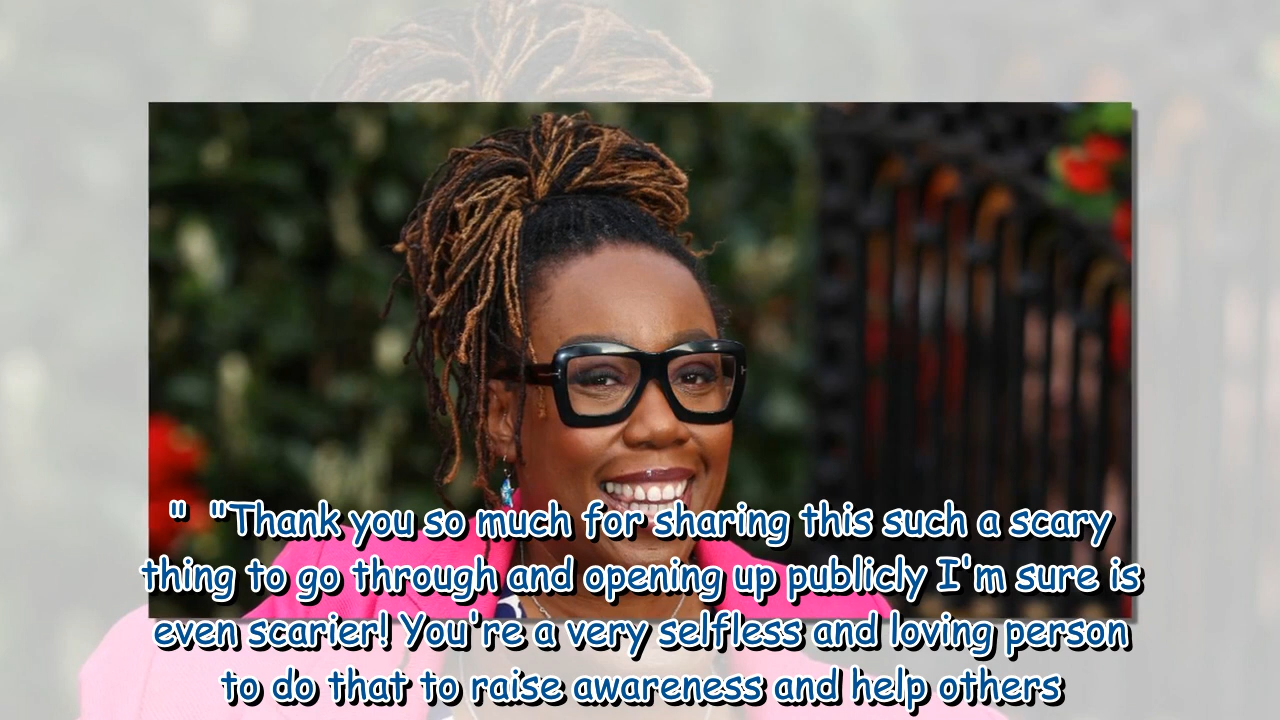 " "Thank you so much for sharing this such a scary
thing to go through and opening up publicly I'm sure is
even scarier! You're a very selfless and loving person
to do that to raise awareness and help others